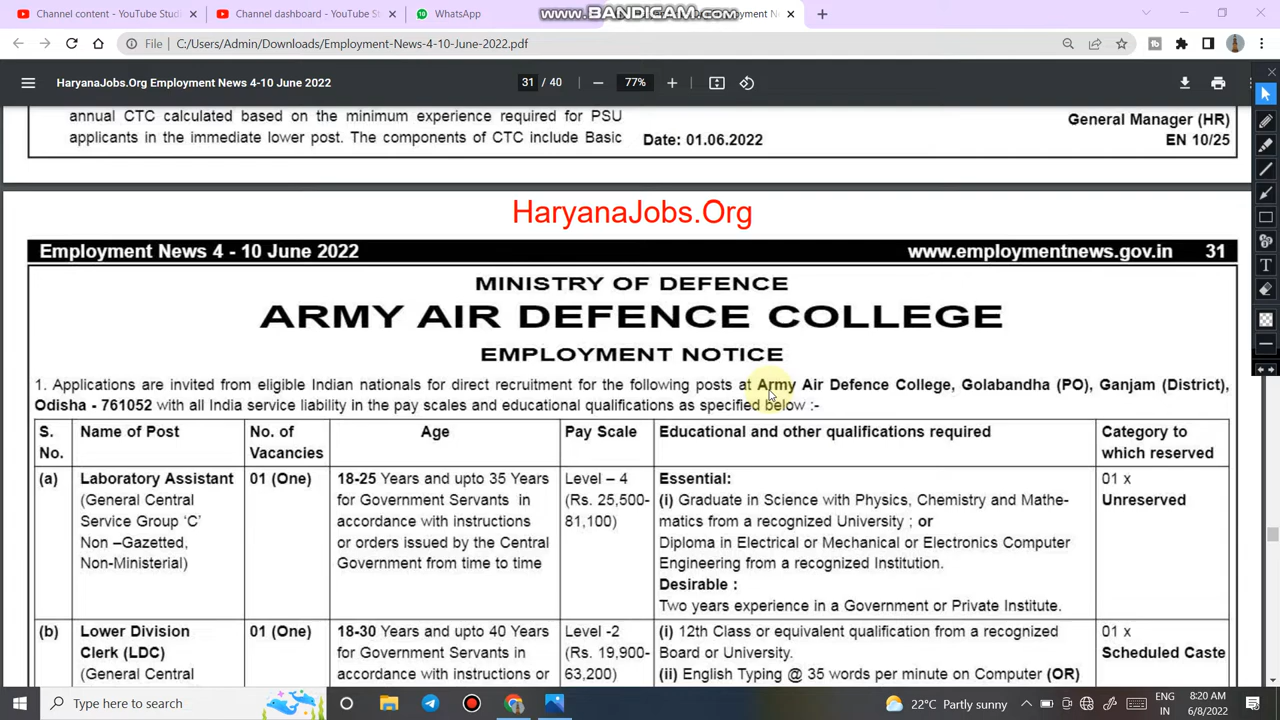 Channel content - YouTube Stud
Channel dashboard - YouTube St
WhatsApp
www.BANDICAM.com
oyment N
File
C:/Users/Admin/Downloads/Employment-News-4-10-June-2022.pdf
HaryanaJobs.Org Employment News 4-10 June 2022
31 / 40
77%
annual CTC calculated based on the minimum experience required for PSU
applicants in the immediate lower post. The components of CTC include Basic
General Manager (HR)
Date: 01.06.2022
EN 10/25
HaryanaJobs.Org
Employment News 4 - 10 June 2022
www.employmentnews.gov.in 31
MINISTRY OF DEFENCE
ARMY AIR DEFENCE COLLEGE
EMPLOYMENT NOTICE
1. Applications are invited from eligible Indian nationals for direct recruitment for the following posts at Army Air Defence College, Golabandha (PO), Ganjam (District),
Odisha - 761052 with all India service liability in the pay scales and educational qualifications as specified below :-
S. No.
Name of Post
No. of
Vacancies
Age
Pay Scale
Educational and other qualifications required
Category to
which reserved
(a)
Laboratory Assistant
(General Central
Service Group ‘C’
Non –Gazetted,
Non-Ministerial)
01 (One)
18-25 Years and upto 35 Years
for Government Servants in
accordance with instructions
or orders issued by the Central
Government from time to time
Level – 4
(Rs. 25,500-
81,100)
Essential:
(i) Graduate in Science with Physics, Chemistry and Mathe-
matics from a recognized University ; or
Diploma in Electrical or Mechanical or Electronics Computer
Engineering from a recognized Institution.
Desirable :
Two years experience in a Government or Private Institute.
01 x
Unreserved
(b)
Lower Division
Clerk (LDC)
(General Central
01 (One)
18-30 Years and upto 40 Years
for Government Servants in
accordance with instructions or
Level -2
(Rs. 19,900-
63,200)
(i) 12th Class or equivalent qualification from a recognized
Board or University.
(ii) English Typing @ 35 words per minute on Computer (OR)
01 x
Scheduled Caste
Type here to search
22°C Partly sunny
ENG
IN
8:20 AM
6/8/2022